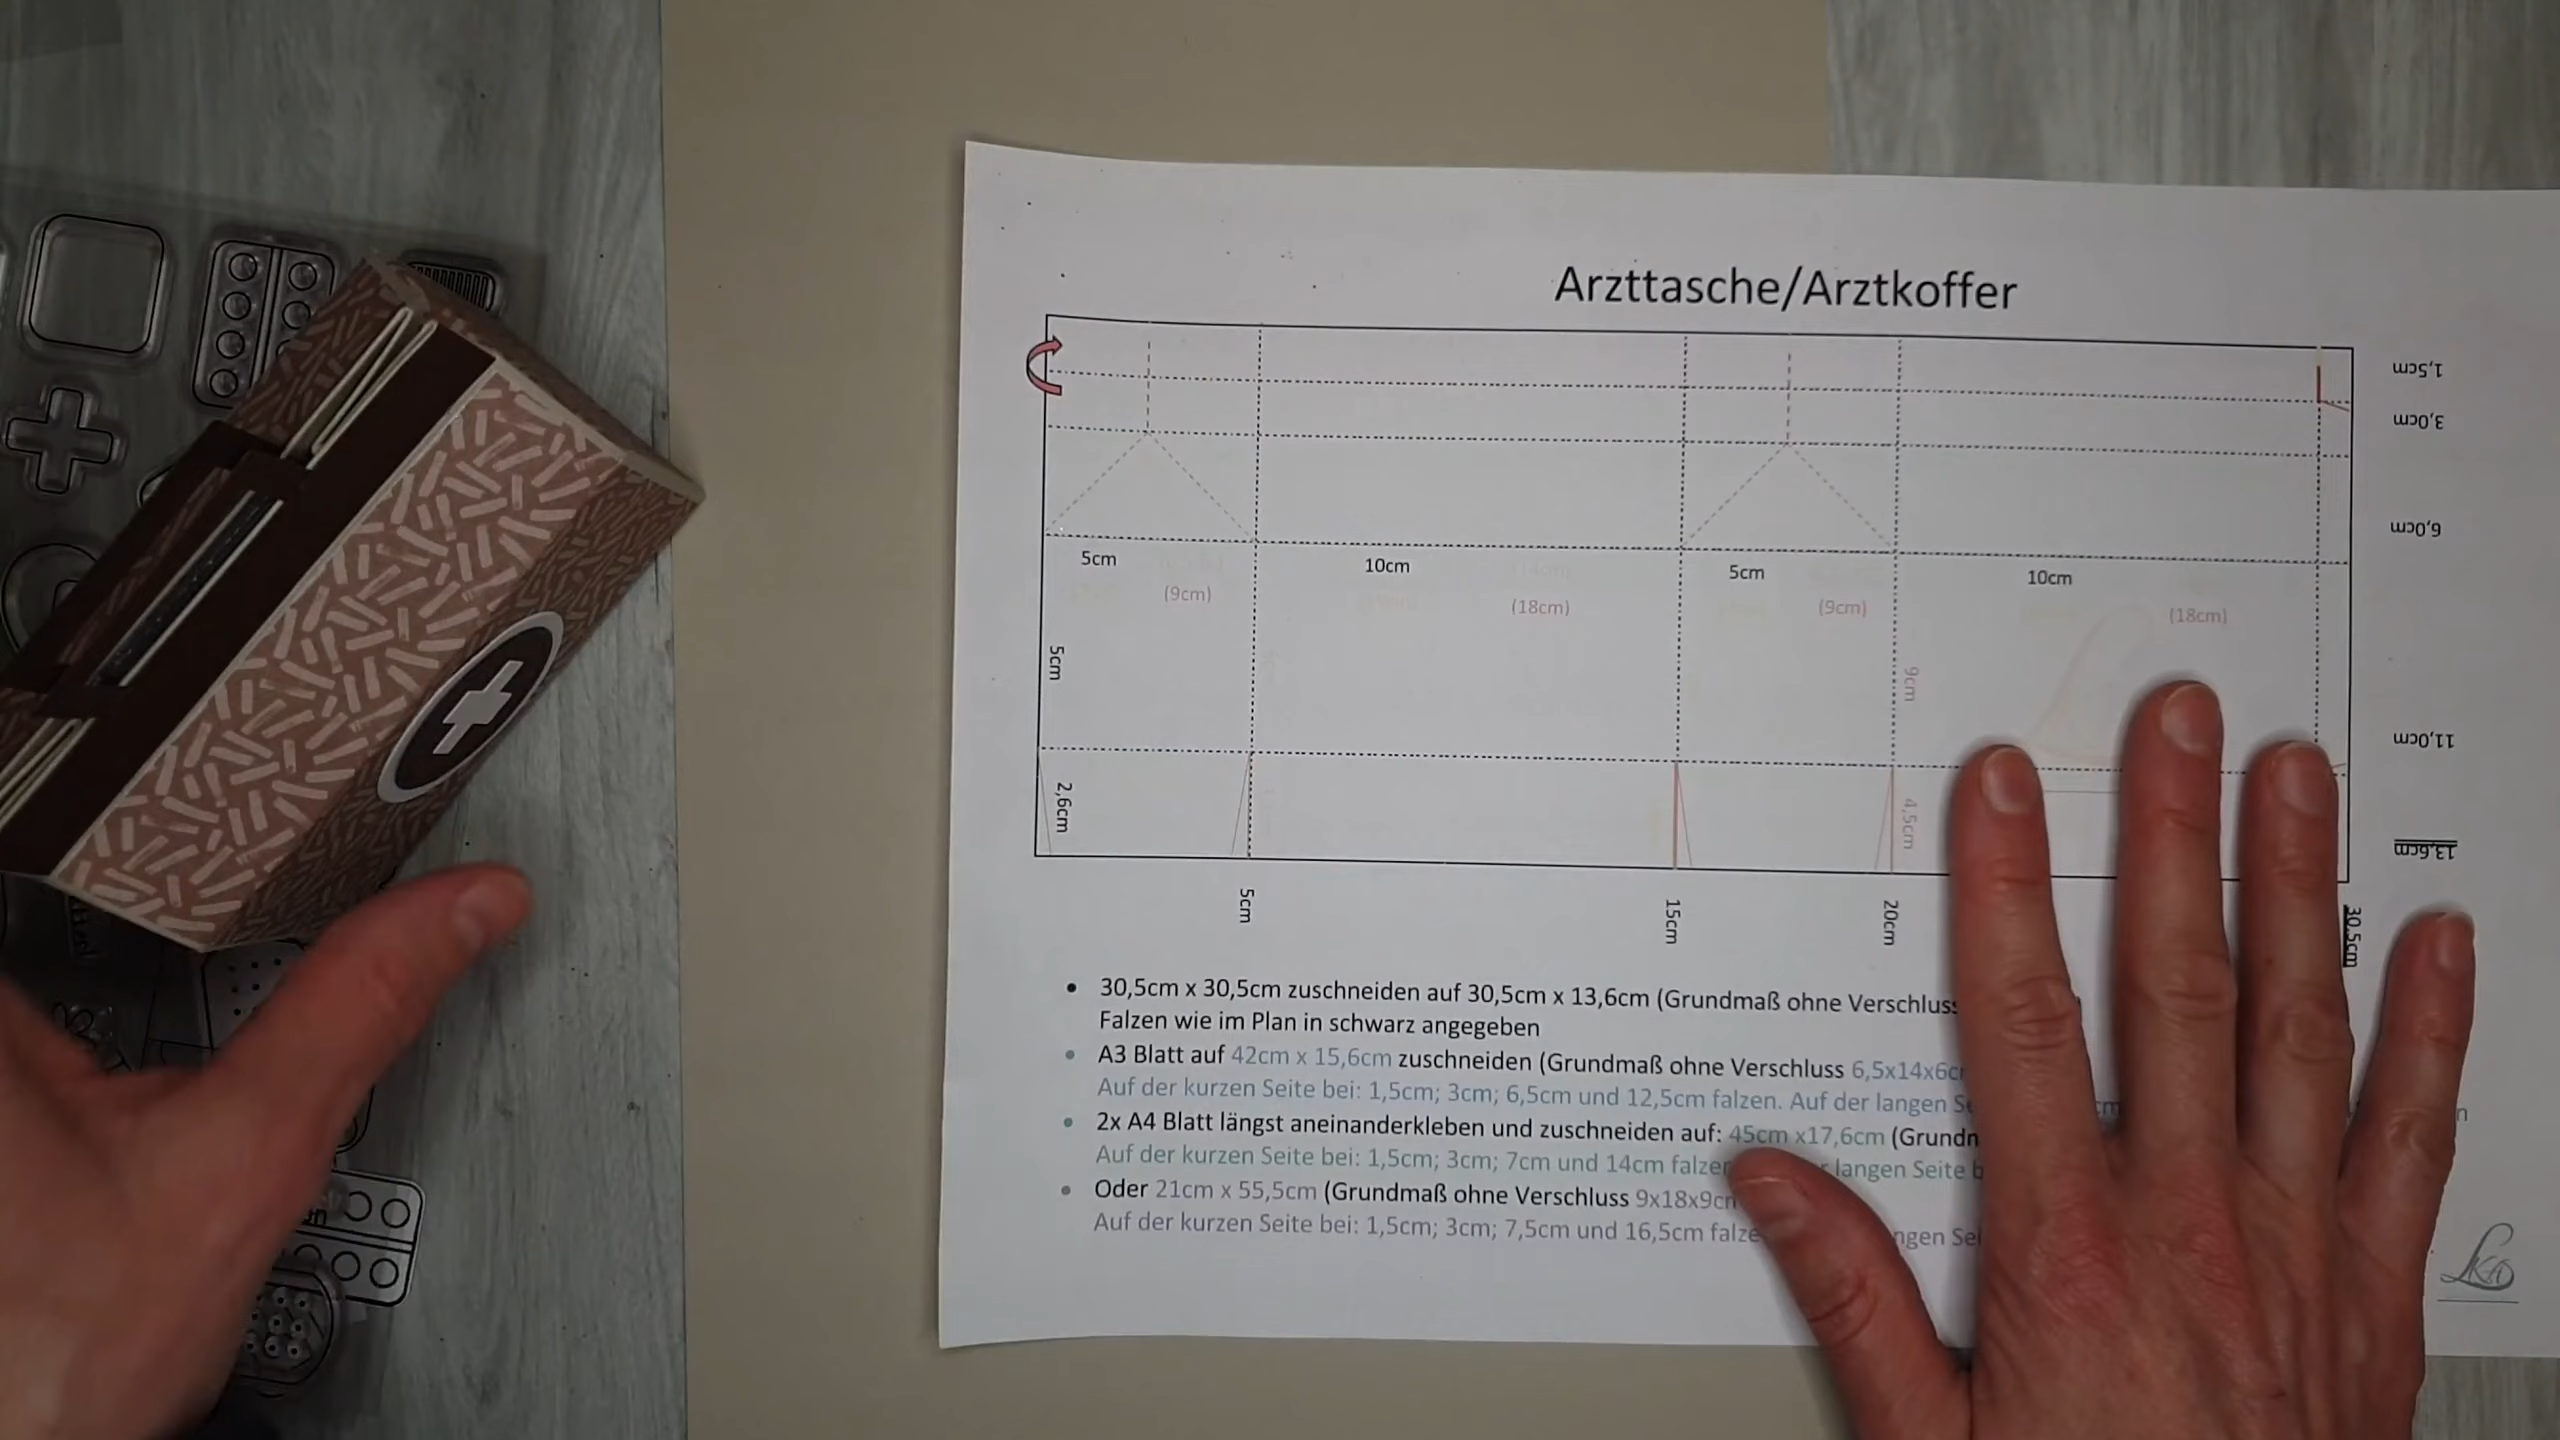 Arzttasche/Arztkoffer
1,5cm
3,0cm
6,0cm
5cm
10cm
5cm
10cm
(9cm)
(18cm)
(9cm)
(18cm)
5cm
9cm
11,0cm
2,6cm
4,5cm
13,6cm
5cm
15cm
20cm
30,5cm
• 30,5cm x 30,5cm zuschneiden auf 30,5cm x 13,6cm (Grundmaß ohne Verschluss
Falzen wie im Plan in schwarz angegeben
• A3 Blatt auf 42cm x 15,6cm zuschneiden (Grundmaß ohne Verschluss 6,5x14x6
Auf der kurzen Seite bei: 1,5cm; 3cm; 6,5cm und 12,5cm falzen. Auf der langen
• 2x A4 Blatt längst aneinanderkleben und zuschneiden auf: 45cm x17,6cm
Auf der kurzen Seite bei: 1,5cm; 3cm; 7cm und 14cm falzen langen Seite
• Oder 21cm x 55,5cm (Grundmaß ohne Verschluss 9x18x9cm
Auf der kurzen Seite bei: 1,5cm; 3cm; 7,5cm und 16,5cm